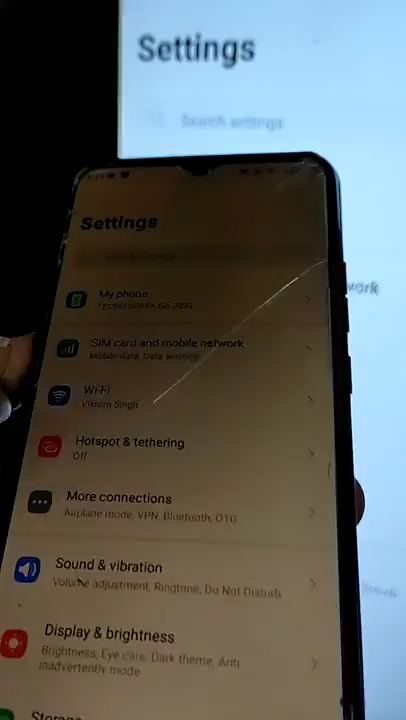 Settings
Search settings
Settings
My phone
TECNO SPARK Go 2020
SIM card and mobile network
Mobile data, Data settings
Wi-Fi
Vikram Singh
Hotspot & tethering
Off
More connections
Airplane mode, VPN, Bluetooth, OTG
Sound & vibration
Volume adjustment, Ringtone, Do Not Disturb
Display & brightness
Brightness, Eye care, Dark theme, Anti
inadvertently mode